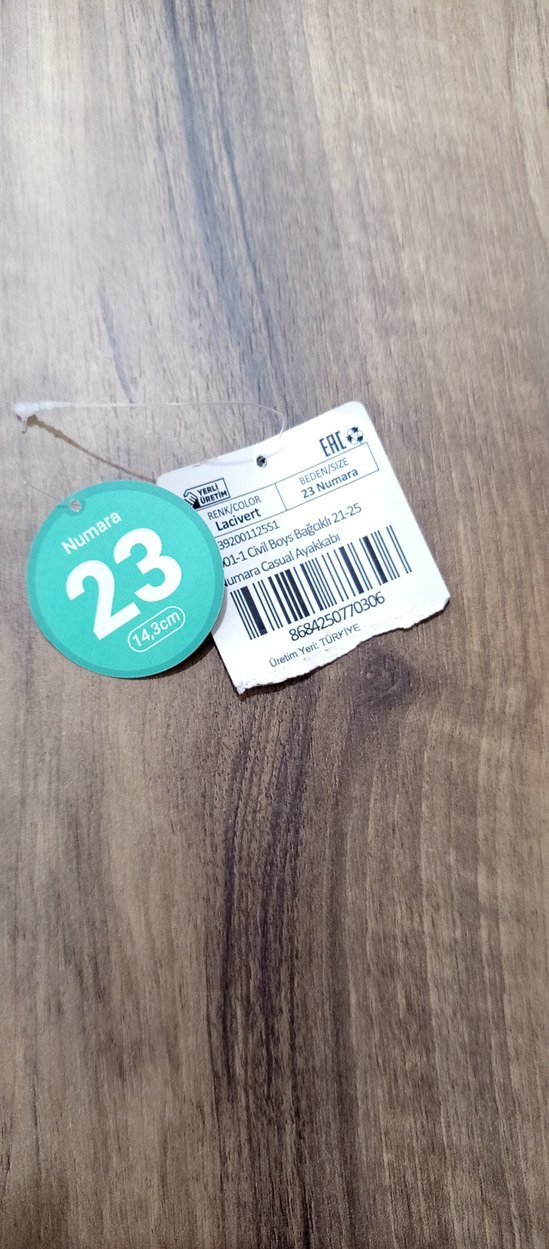 Numara
23
14,3cm
EAC
YERLİ
ÜRETİM
RENK/COLOR
Lacivert
BEDEN/SIZE
23 Numara
392001125S1
01-1 Civil Boys Bağcıklı 21-25
Numara Casual Ayakkabı
8684250770306
Üretim Yeri: TÜRKİYE